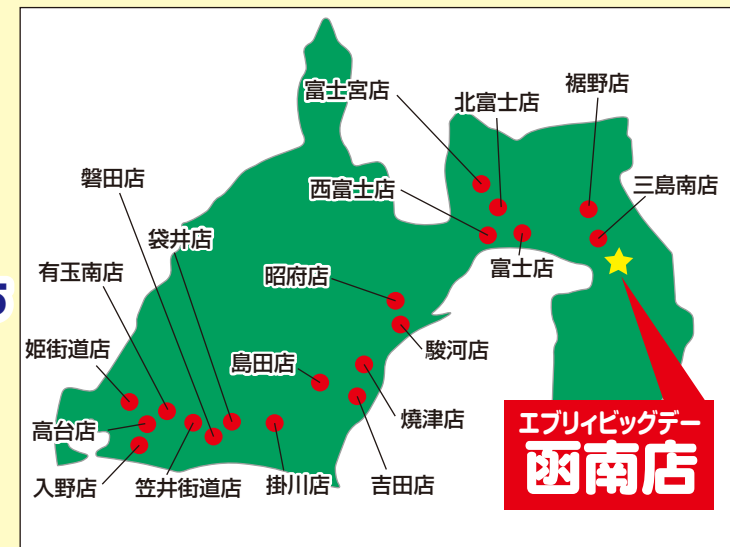 富士宮店
北富士店
裾野店
西富士店
三島南店
磐田店
袋井店
有玉南店
昭府店
富士店
姫街道店
島田店
駿河店
高台店
焼津店
入野店
笠井街道店
掛川店
吉田店
エブリィビッグデー
函南店